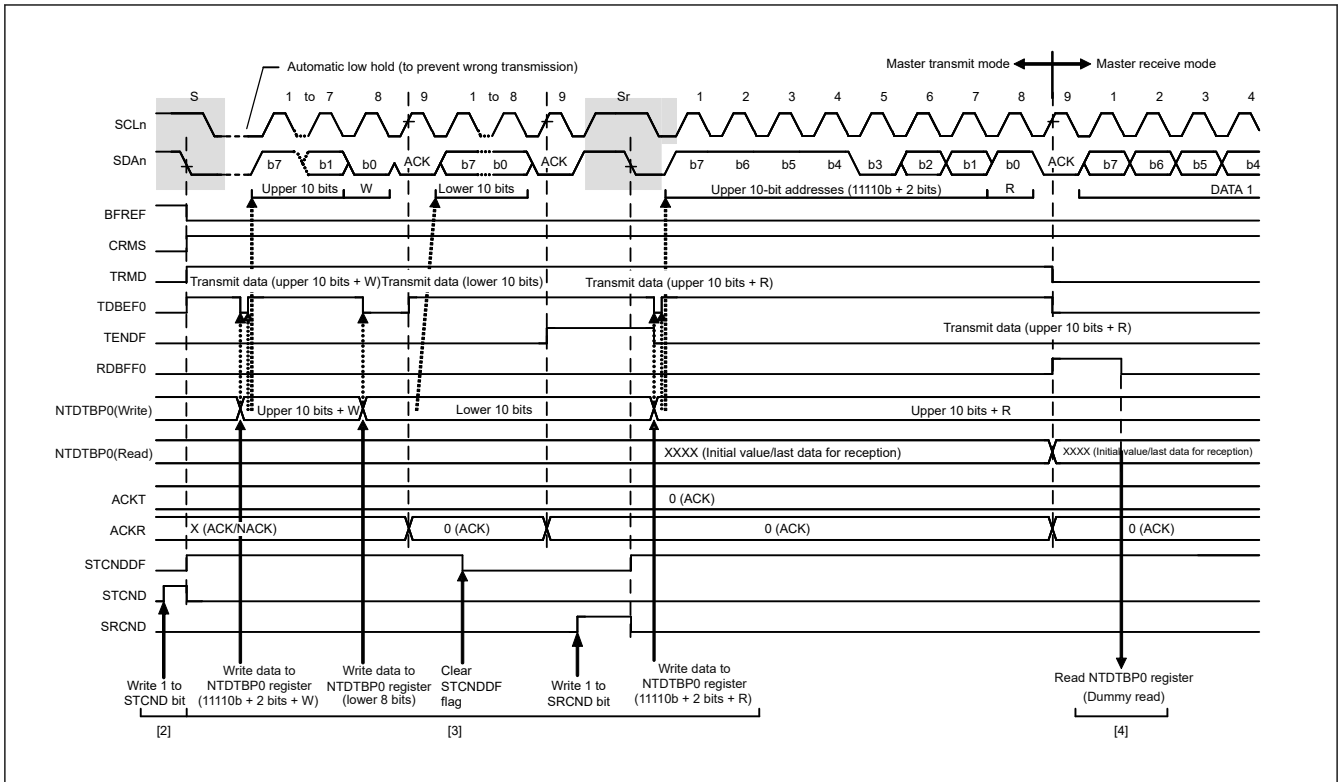 Automatic low hold (to prevent wrong transmission)
Master transmit mode
Master receive mode
S 1 to 7 8 9 1 to 8 9 Sr 1 2 3 4 5 6 7 8 9 1 2 3 4
SCLn
SDAn b7 b1 b0 ACK b7 b0 ACK b7 b6 b5 b4 b3 b2 b1 b0 ACK b7 b6 b5 b4
Upper 10 bits W Lower 10 bits Upper 10-bit addresses (11110b + 2 bits) R DATA 1
BFREF
CRMS
TRMD
Transmit data (upper 10 bits + W) Transmit data (lower 10 bits) Transmit data (upper 10 bits + R)
TDBEF0
Transmit data (upper 10 bits + R)
TENDF
RDBFF0
NTDTBP0(Write) Upper 10 bits + W Lower 10 bits Upper 10 bits + R
NTDTBP0(Read) XXXX (Initial value/last data for reception) XXXX (Initial value/last data for reception)
ACKT 0 (ACK)
ACKR X (ACK/NACK) 0 (ACK) 0 (ACK) 0 (ACK)
STCNDDF
STCND
SRCND
Write 1 to
STCND bit
Write data to
NTDTBP0 register
(11110b + 2 bits + W)
Write data to
NTDTBP0 register
(lower 8 bits)
Clear
STCNDDF
flag
Write 1 to
SRCND bit
Write data to
NTDTBP0 register
(11110b + 2 bits + R)
Read NTDTBP0 register
(Dummy read)
[2] [3] [4]